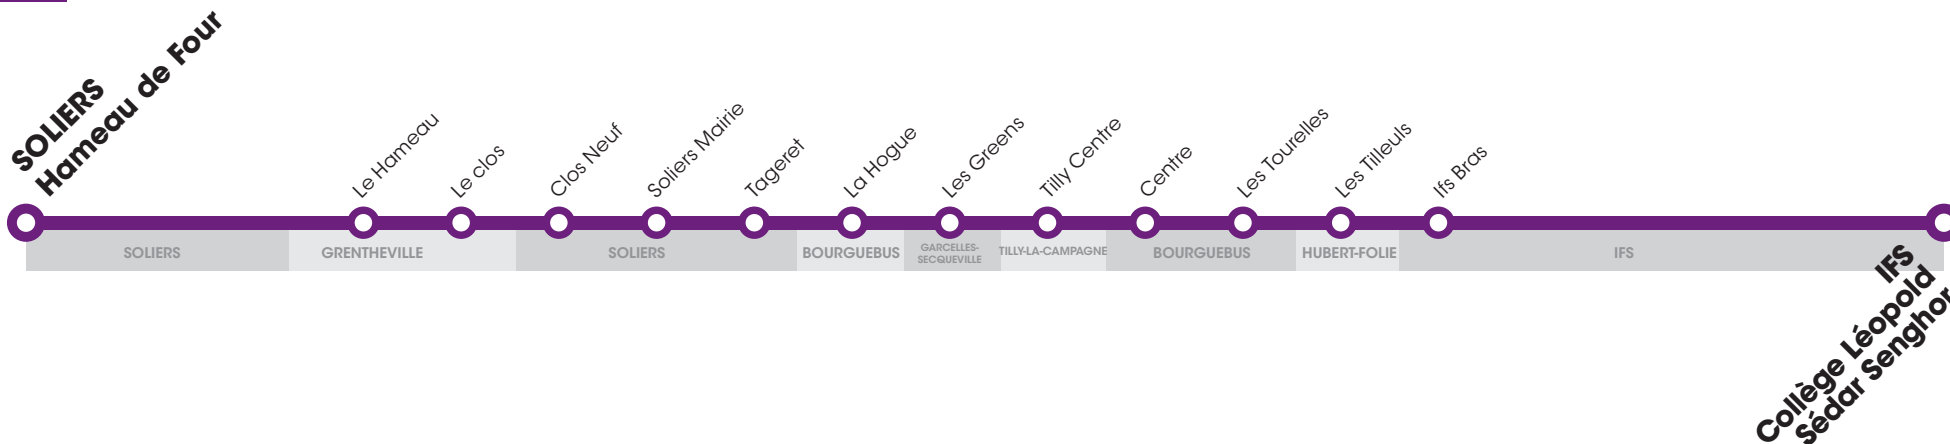 SOLIERS
Hameau de Four
Le Hameau
Le clos
Clos Neuf
Soliers Mairie
Tageret
La Hogue
Les Greens
Tilly Centre
Centre
Les Tourelles
Les Tilleuls
Ifs Bras
SOLIERS
GRENTHEVILLE
SOLIERS
BOURGUEBUS
GARCELLES-
SECQUEVILLE
TILLY-LA-CAMPAGNE
BOURGUEBUS
HUBERT-FOLIE
IFS
IFS
Collège Léopold
Sédar Senghor